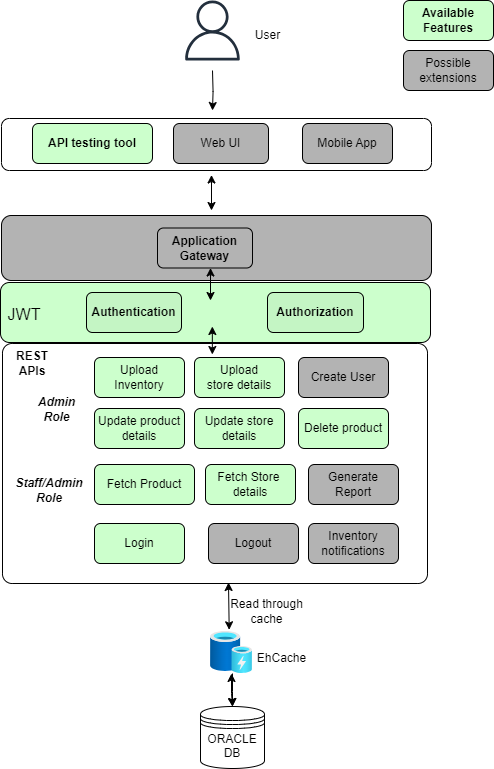 User
Available
Features
Possible
extensions
API testing tool
Web UI
Mobile App
Application
Gateway
JWT
Authentication
Authorization
REST
APIs
Upload
Inventory
Upload
store details
Create User
Admin
Role
Update product
details
Update store
details
Delete product
Staff/Admin
Role
Fetch Product
Fetch Store
details
Generate
Report
Login
Logout
Inventory
notifications
Read through
cache
EhCache
ORACLE
DB